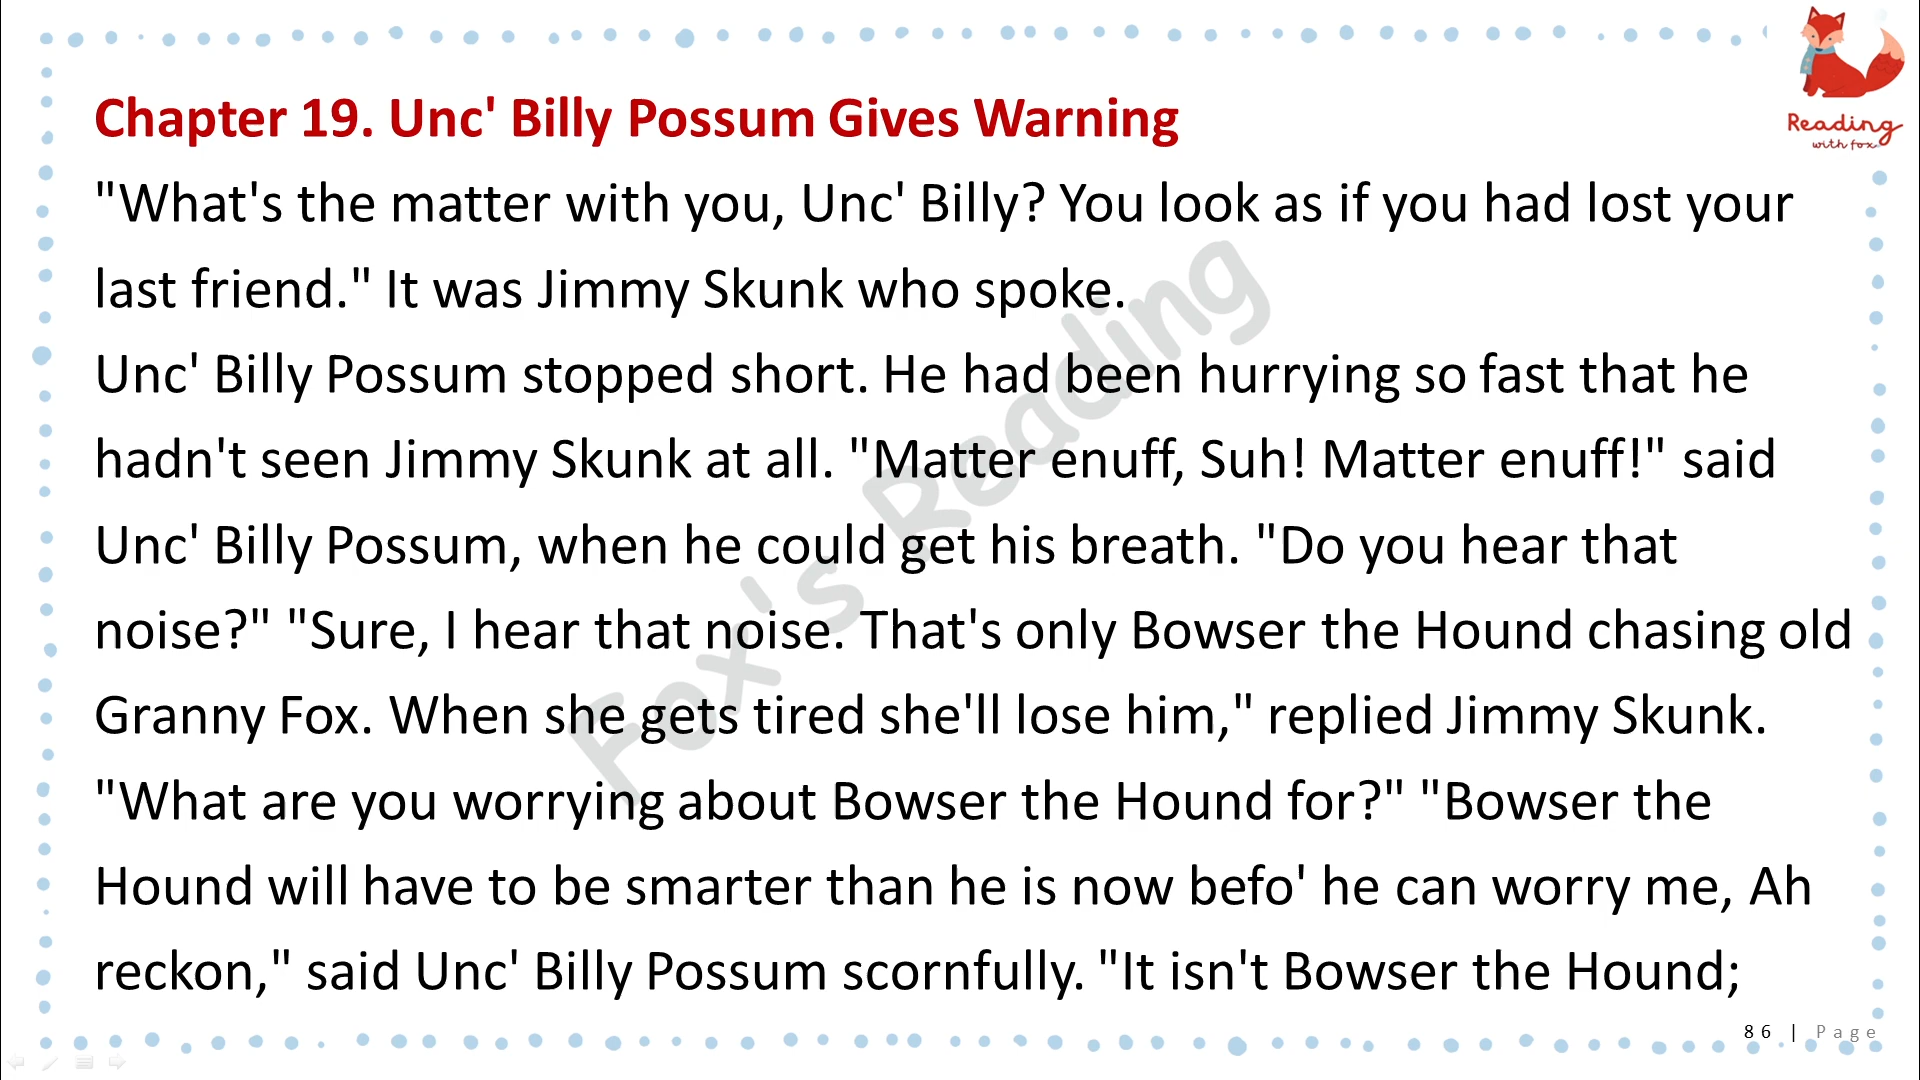 Reading
with fox
Chapter 19. Unc' Billy Possum Gives Warning
"What's the matter with you, Unc' Billy? You look as if you had lost your
last friend." It was Jimmy Skunk who spoke.
Unc' Billy Possum stopped short. He had been hurrying so fast that he
hadn't seen Jimmy Skunk at all. "Matter enuff, Suh! Matter enuff!" said
Unc' Billy Possum, when he could get his breath. "Do you hear that
noise?" "Sure, I hear that noise. That's only Bowser the Hound chasing old
Granny Fox. When she gets tired she'll lose him," replied Jimmy Skunk.
"What are you worrying about Bowser the Hound for?" "Bowser the
Hound will have to be smarter than he is now befo' he can worry me, Ah
reckon," said Unc' Billy Possum scornfully. "It isn't Bowser the Hound;
Fox's Reading
86 | Page